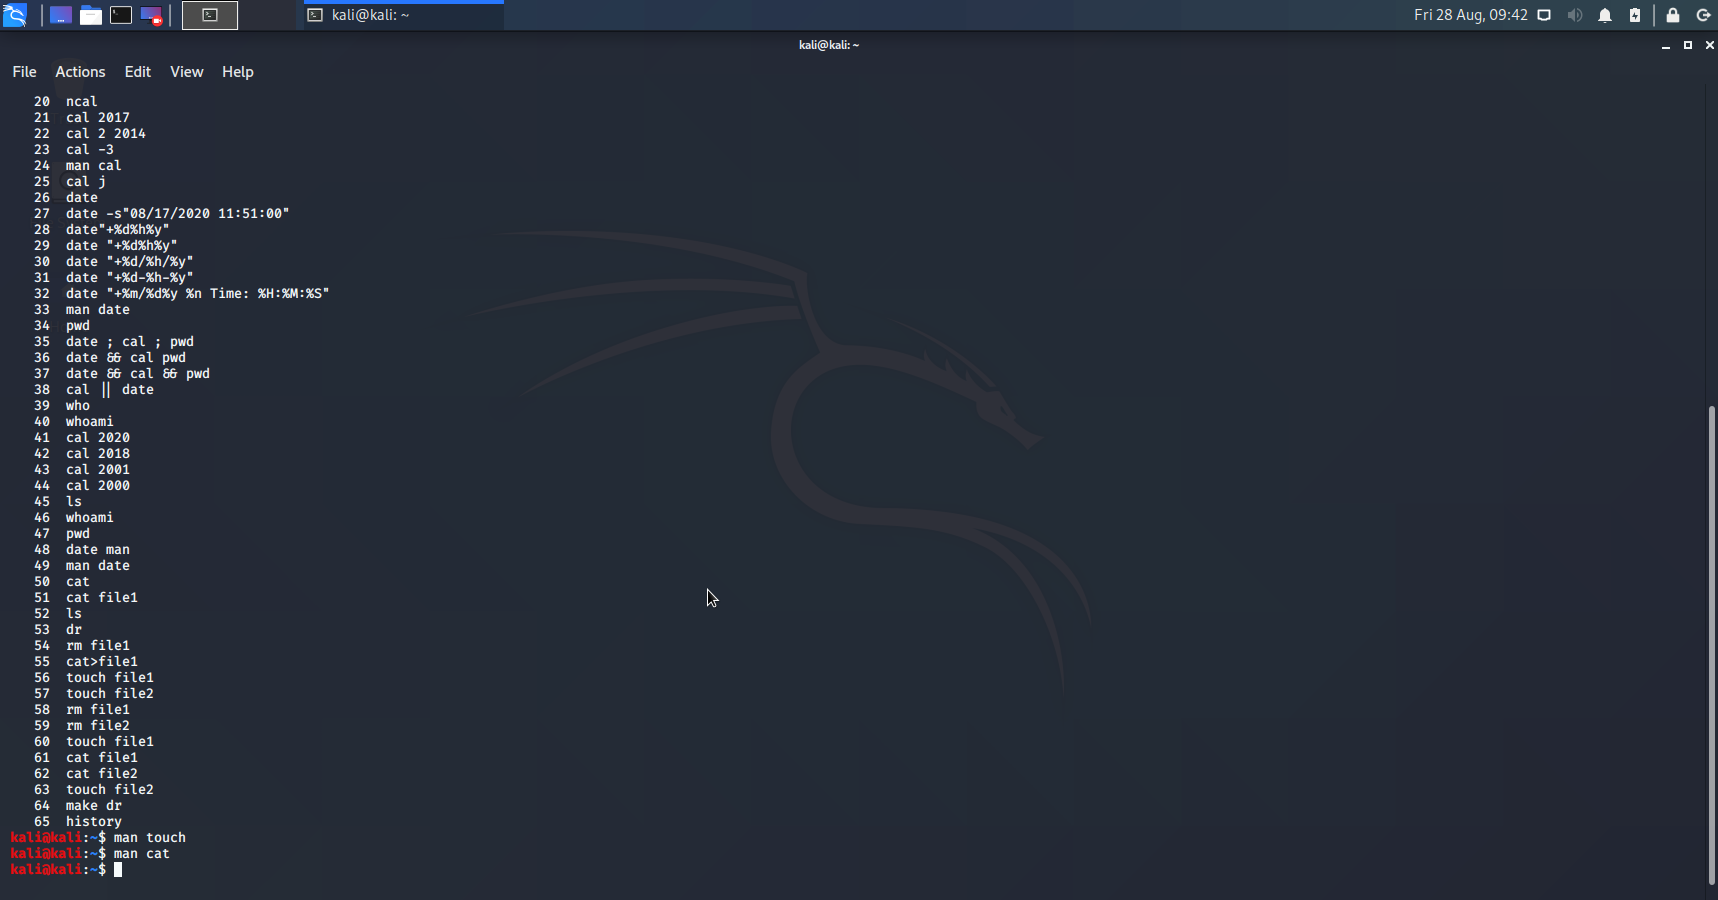 kali@kali: ~
Fri 28 Aug, 09:42
kali@kali: ~
File Actions Edit View Help
20 ncal
21 cal 2017
22 cal 2 2014
23 cal -3
24 man cal
25 cal j
26 date
27 date -s"08/17/2020 11:51:00"
28 date"+%d%h%y"
29 date "+%d%h%y"
30 date "+%d/%h/%y"
31 date "+%d-%h-%y"
32 date "+%m/%d%y %n Time: %H:%M:%S"
33 man date
34 pwd
35 date ; cal ; pwd
36 date && cal pwd
37 date && cal && pwd
38 cal || date
39 who
40 whoami
41 cal 2020
42 cal 2018
43 cal 2001
44 cal 2000
45 ls
46 whoami
47 pwd
48 date man
49 man date
50 cat
51 cat file1
52 ls
53 dr
54 rm file1
55 cat>file1
56 touch file1
57 touch file2
58 rm file1
59 rm file2
60 touch file1
61 cat file1
62 cat file2
63 touch file2
64 make dr
65 history
kali@kali:~$ man touch
kali@kali:~$ man cat
kali@kali:~$